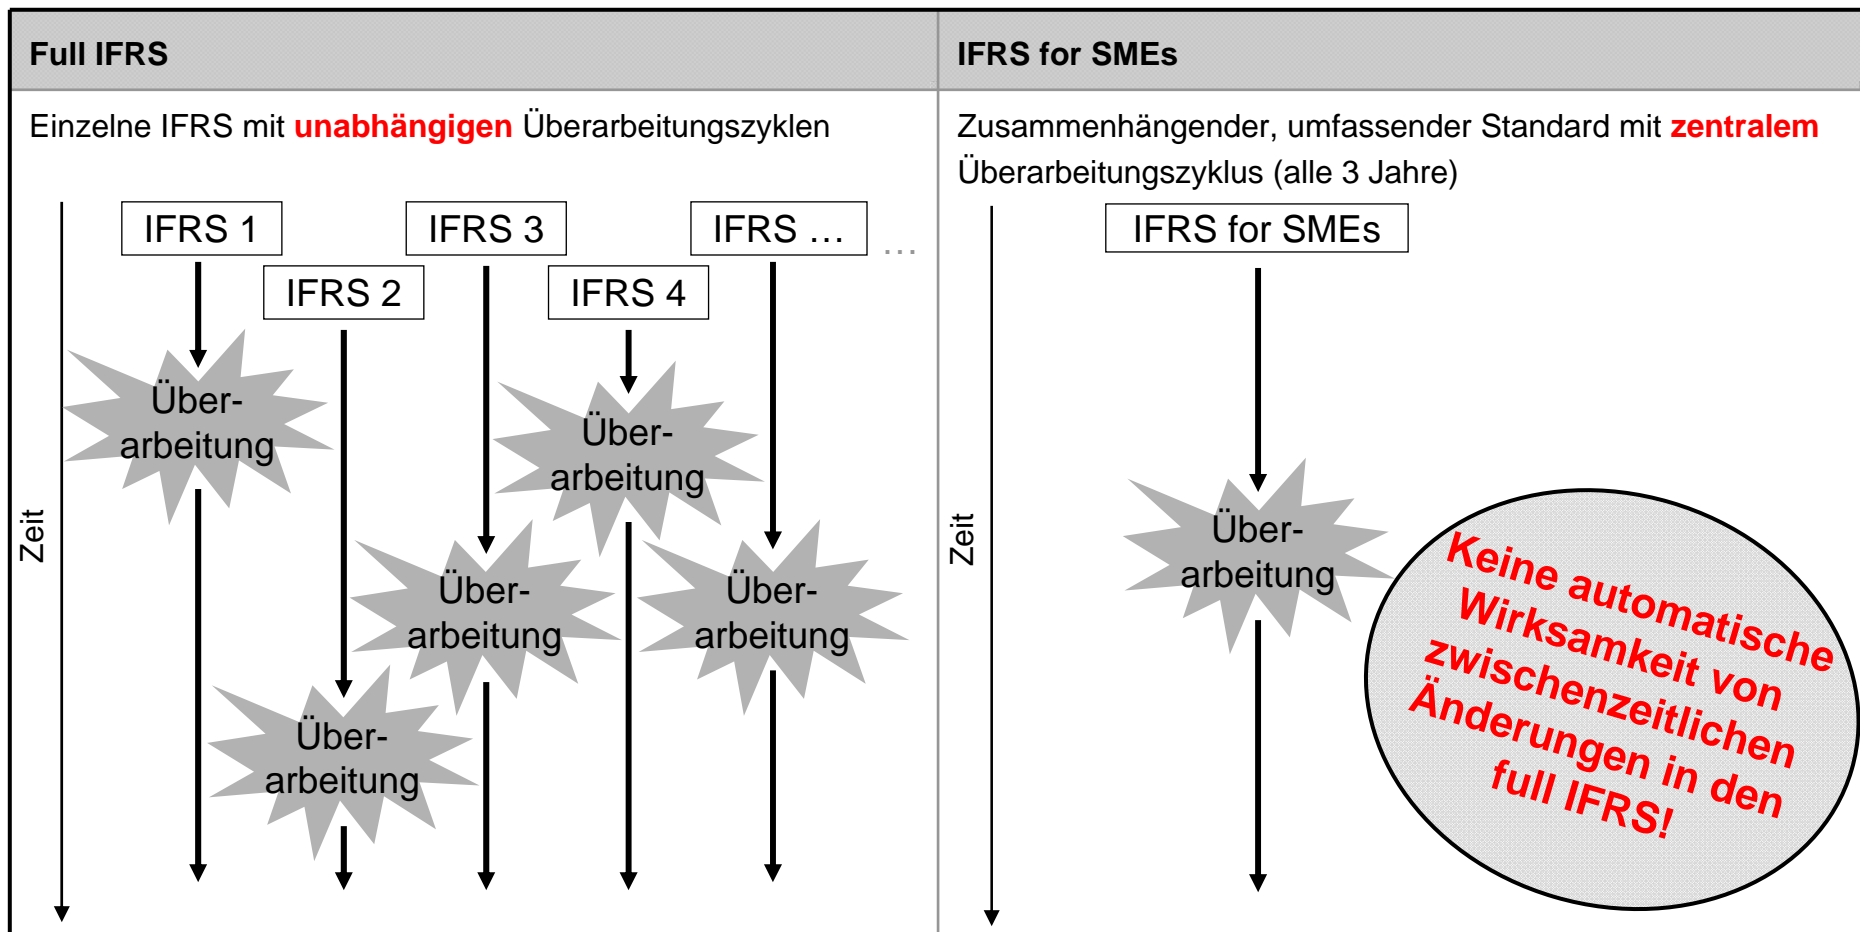 Full IFRS
Einzelne IFRS mit unabhängigen Überarbeitungszyklen
Zeit
IFRS 1
IFRS 3
IFRS …
…
IFRS 2
IFRS 4
Über-
arbeitung
Über-
arbeitung
Über-
arbeitung
Über-
arbeitung
Über-
arbeitung
IFRS for SMEs
Zusammenhängender, umfassender Standard mit zentralem
Überarbeitungszyklus (alle 3 Jahre)
Zeit
IFRS for SMEs
Über-
arbeitung
Keine automatische
Wirksamkeit von
zwischenzeitlichen
Änderungen in den
full IFRS!